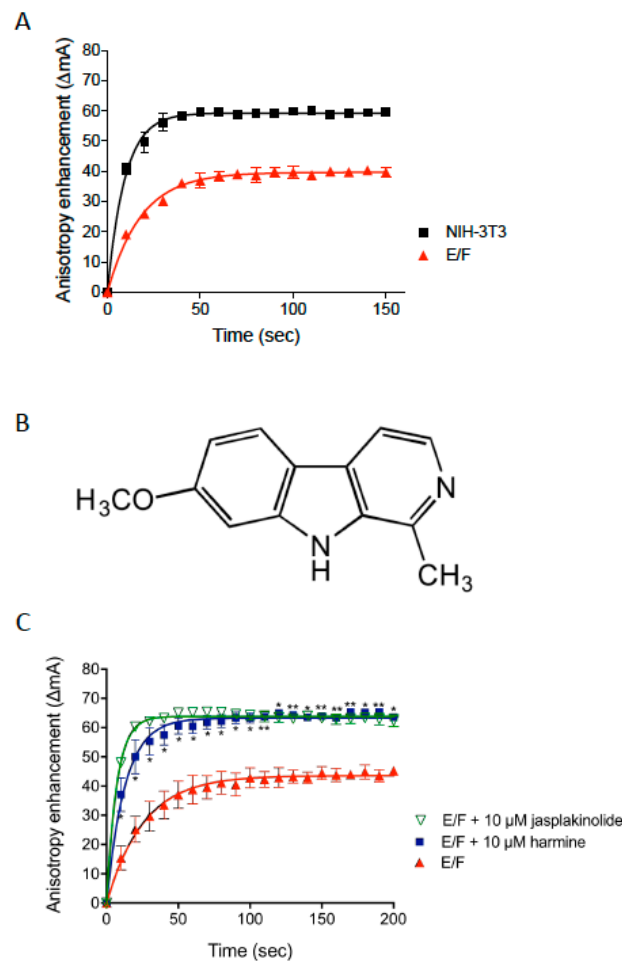 A
Anisotropy enhancement (ΔmA)
80
70
60
50
40
30
20
10
0
0 50 100 150
Time (sec)
NIH-3T3
E/F
B
H₃CO
N
N
H
CH₃
C
Anisotropy enhancement (ΔmA)
80
70
60
50
40
30
20
10
0
* * * * * * * * * * ** * ** * ** ** ** * ** *
0 50 100 150 200
Time (sec)
E/F + 10 µM jasplakinolide
E/F + 10 µM harmine
E/F